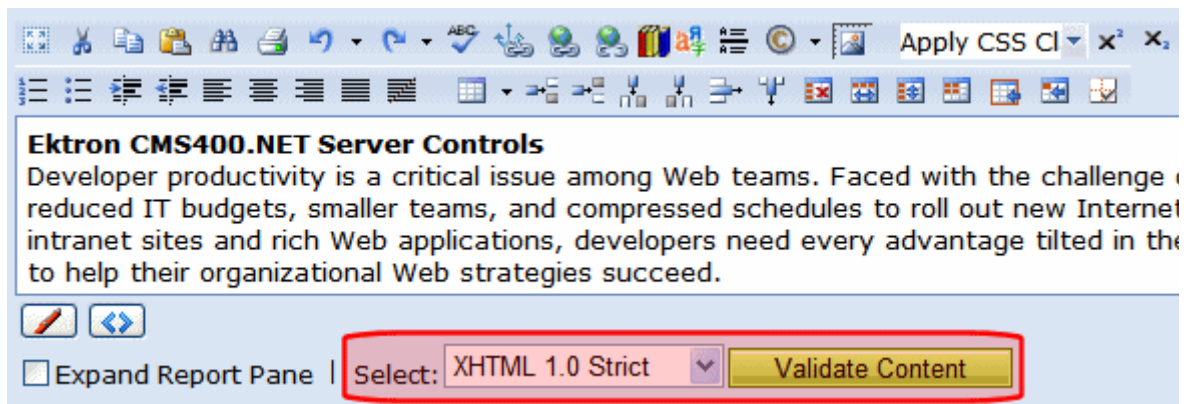 ABC
Apply CSS Cl x² x₂
Ektron CMS400.NET Server Controls
Developer productivity is a critical issue among Web teams. Faced with the challenge
reduced IT budgets, smaller teams, and compressed schedules to roll out new Internet
intranet sites and rich Web applications, developers need every advantage tilted in the
to help their organizational Web strategies succeed.
Expand Report Pane | Select: XHTML 1.0 Strict Validate Content